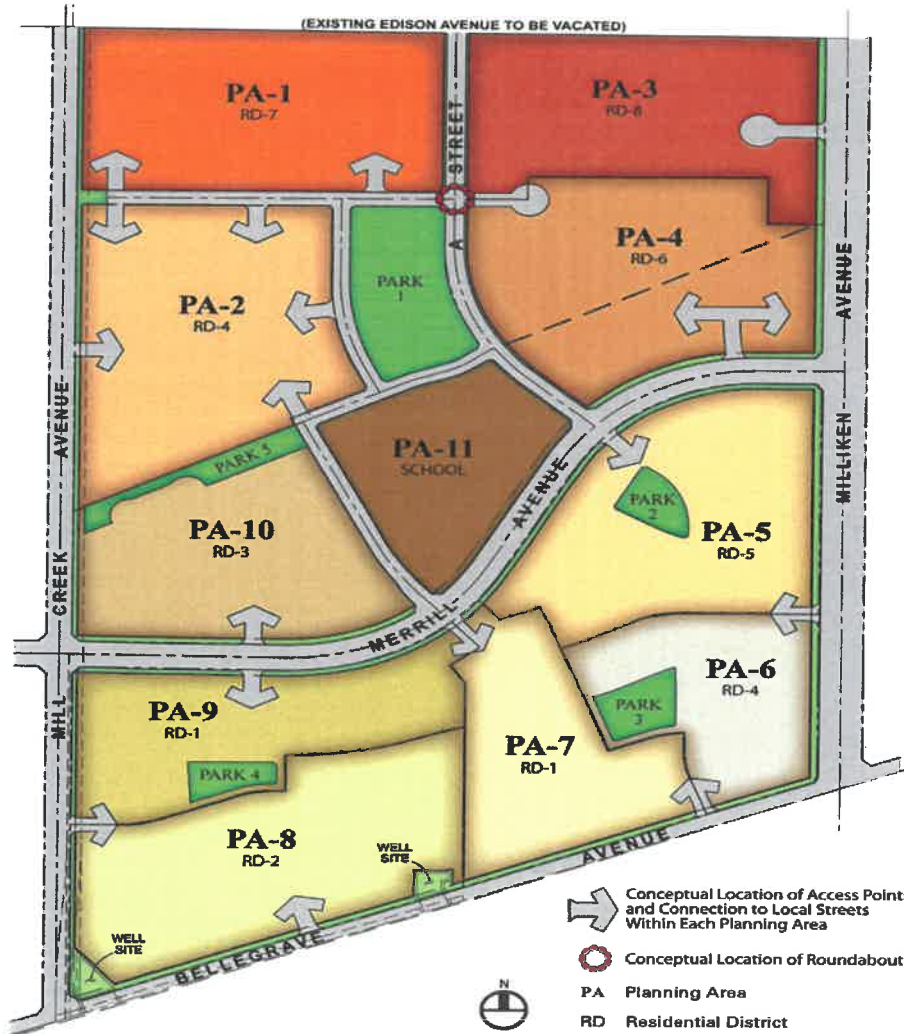 (EXISTING EDISON AVENUE TO BE VACATED)
PA-1
RD-7
PA-3
RD-8
A STREET
PARK
1
PA-4
RD-6
PA-2
RD-4
MILLIKEN AVENUE
MILL CREEK AVENUE
PARK 5
PA-11
SCHOOL
MERRILL AVENUE
PARK
2
PA-5
RD-5
PA-10
RD-3
PA-6
RD-4
PARK
3
PA-9
RD-1
PA-7
RD-1
PARK 4
PA-8
RD-2
WELL
SITE
WELL
SITE
BELLEGRAVE AVENUE
Conceptual Location of Access Point
and Connection to Local Streets
Within Each Planning Area
Conceptual Location of Roundabout
N
PA Planning Area
RD Residential District